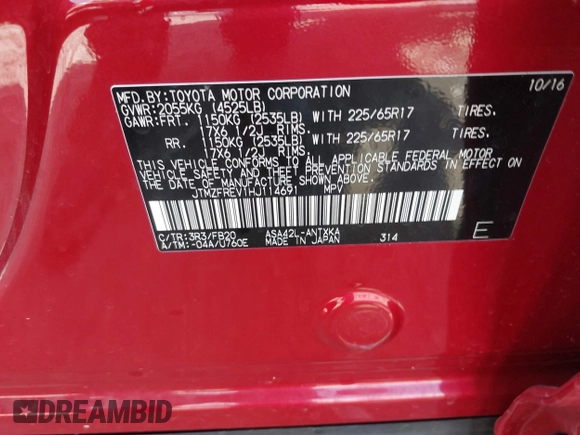 MFD.BY:TOYOTA MOTOR CORPORATION 10/16
GVWR:2055KG (4525LB)
GAWR:FRT. 1150KG (2535LB) WITH 225/65R17 TIRES.
17X6 1/2J RIMS.
RR. 1150KG (2535LB) WITH 225/65R17 TIRES.
17X6 1/2J RIMS.
THIS VEHICLE CONFORMS TO ALL APPLICABLE FEDERAL MOTOR
VEHICLE SAFETY AND THEFT PREVENTION STANDARDS IN EFFECT ON
THE DATE OF MANUFACTURE SHOWN ABOVE.
JTMZFREV1HJ114691 MPV
C/TR:3R3/FB20 ASA42L-ANTXKA 314 E
A/TM:-04A/U760E MADE IN JAPAN
DREAMBID